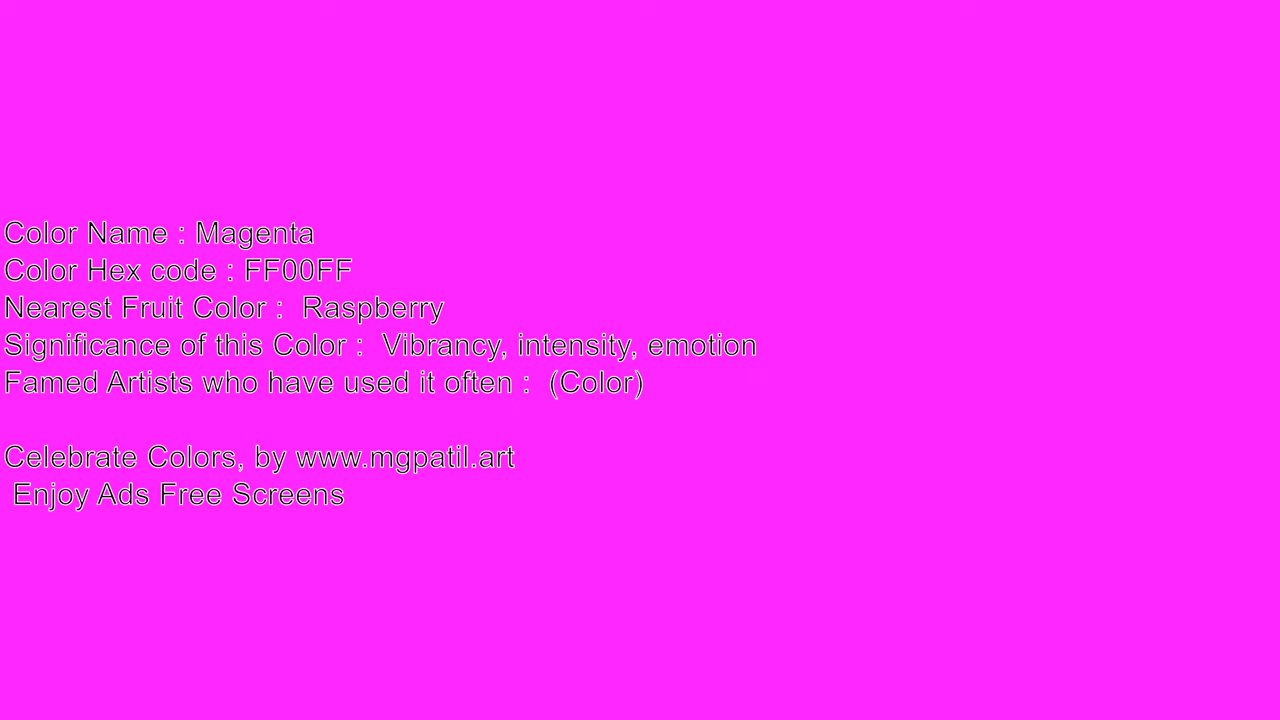 Color Name : Magenta
Color Hex code : FF00FF
Nearest Fruit Color :  Raspberry
Significance of this Color :  Vibrancy, intensity, emotion
Famed Artists who have used it often :  (Color)
Celebrate Colors, by www.mgpatil.art
Enjoy Ads Free Screens